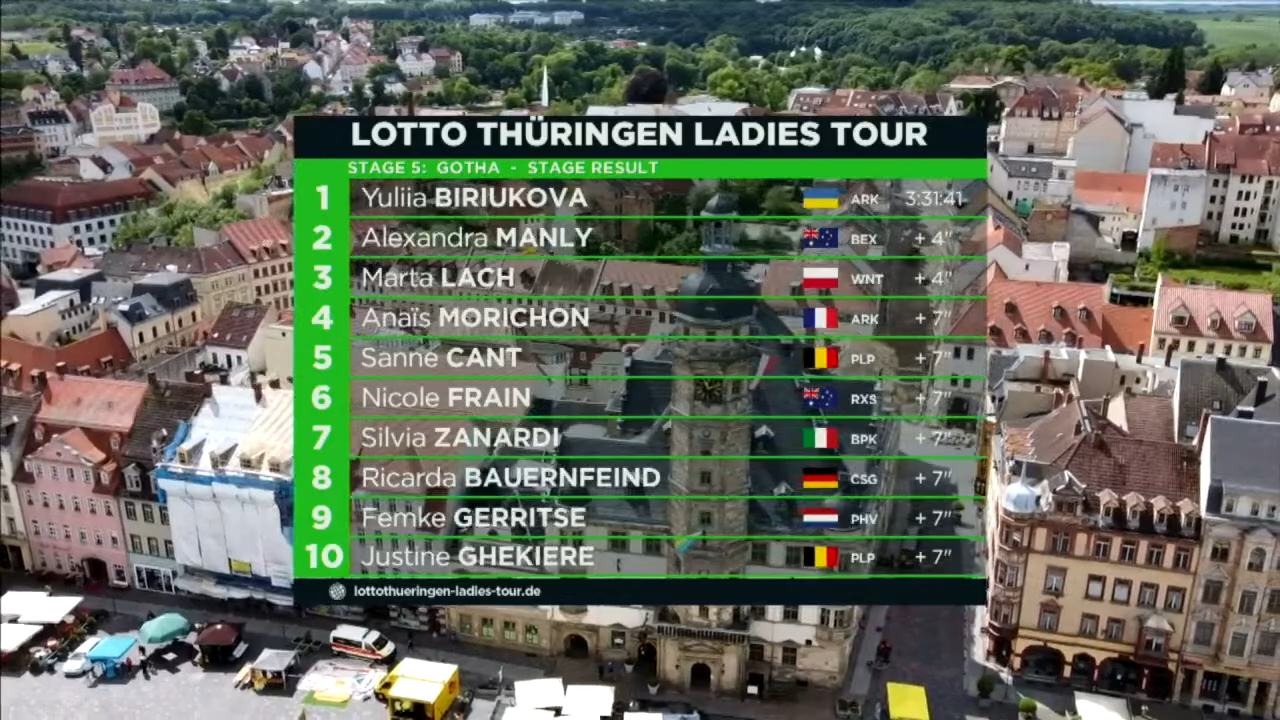 LOTTO THÜRINGEN LADIES TOUR
STAGE 5: GOTHA - STAGE RESULT
1 Yuliia BIRIUKOVA ARK 3:31:41
2 Alexandra MANLY BEX + 4"
3 Marta LACH WNT + 4"
4 Anaïs MORICHON ARK + 7"
5 Sanne CANT PLP + 7"
6 Nicole FRAIN RXS + 7"
7 Silvia ZANARDI BPK + 7"
8 Ricarda BAUERNFEIND CSG + 7"
9 Femke GERRITSE PHV + 7"
10 Justine GHEKIERE PLP + 7"
lottothueringen-ladies-tour.de